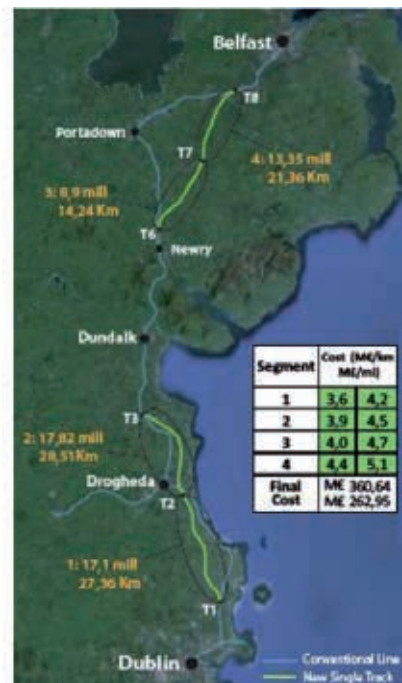 Belfast
T8
Portadown
T7
4: 13,35 mill
21,36 Km
3: 8,9 mill
14,24 Km
T6
Newry
Dundalk
Segment Cost (M€/km M£/ml)
1 3,6 4,2
2 3,9 4,5
3 4,0 4,7
4 4,4 5,1
Final Cost M€ 360,64
M£ 262,95
T3
2: 17,82 mill
28,51 Km
Drogheda
T2
1: 17,1 mill
27,36 Km
T1
Dublin
Conventional Line
New Single Track